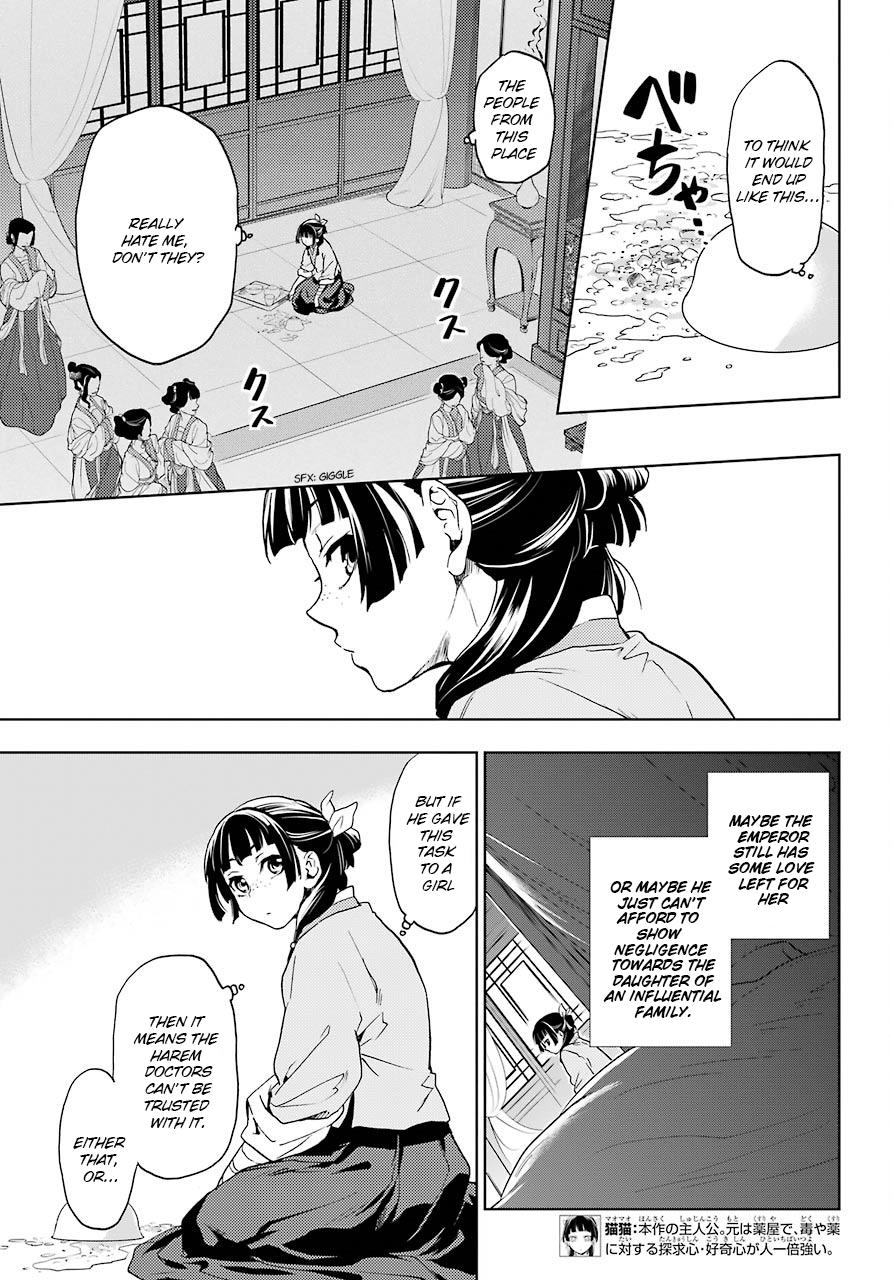 TO THINK
IT WOULD
END UP
LIKE THIS...
べちゃ…
THE
PEOPLE
FROM
THIS
PLACE
REALLY
HATE ME,
DON'T THEY?
クス
クス
SFX: GIGGLE
MAYBE THE
EMPEROR
STILL HAS
SOME LOVE
LEFT FOR
HER
OR MAYBE HE
JUST CAN'T
AFFORD TO
SHOW
NEGLIGENCE
TOWARDS THE
DAUGHTER OF
AN INFLUENTIAL
FAMILY.
BUT IF
HE GAVE
THIS
TASK TO
A GIRL
THEN IT
MEANS THE
HAREM
DOCTORS
CAN'T BE
TRUSTED
WITH IT.
EITHER
THAT,
OR...
猫猫:本作の主人公。元は薬屋で、毒や薬
に対する探求心・好奇心が人一倍強い。